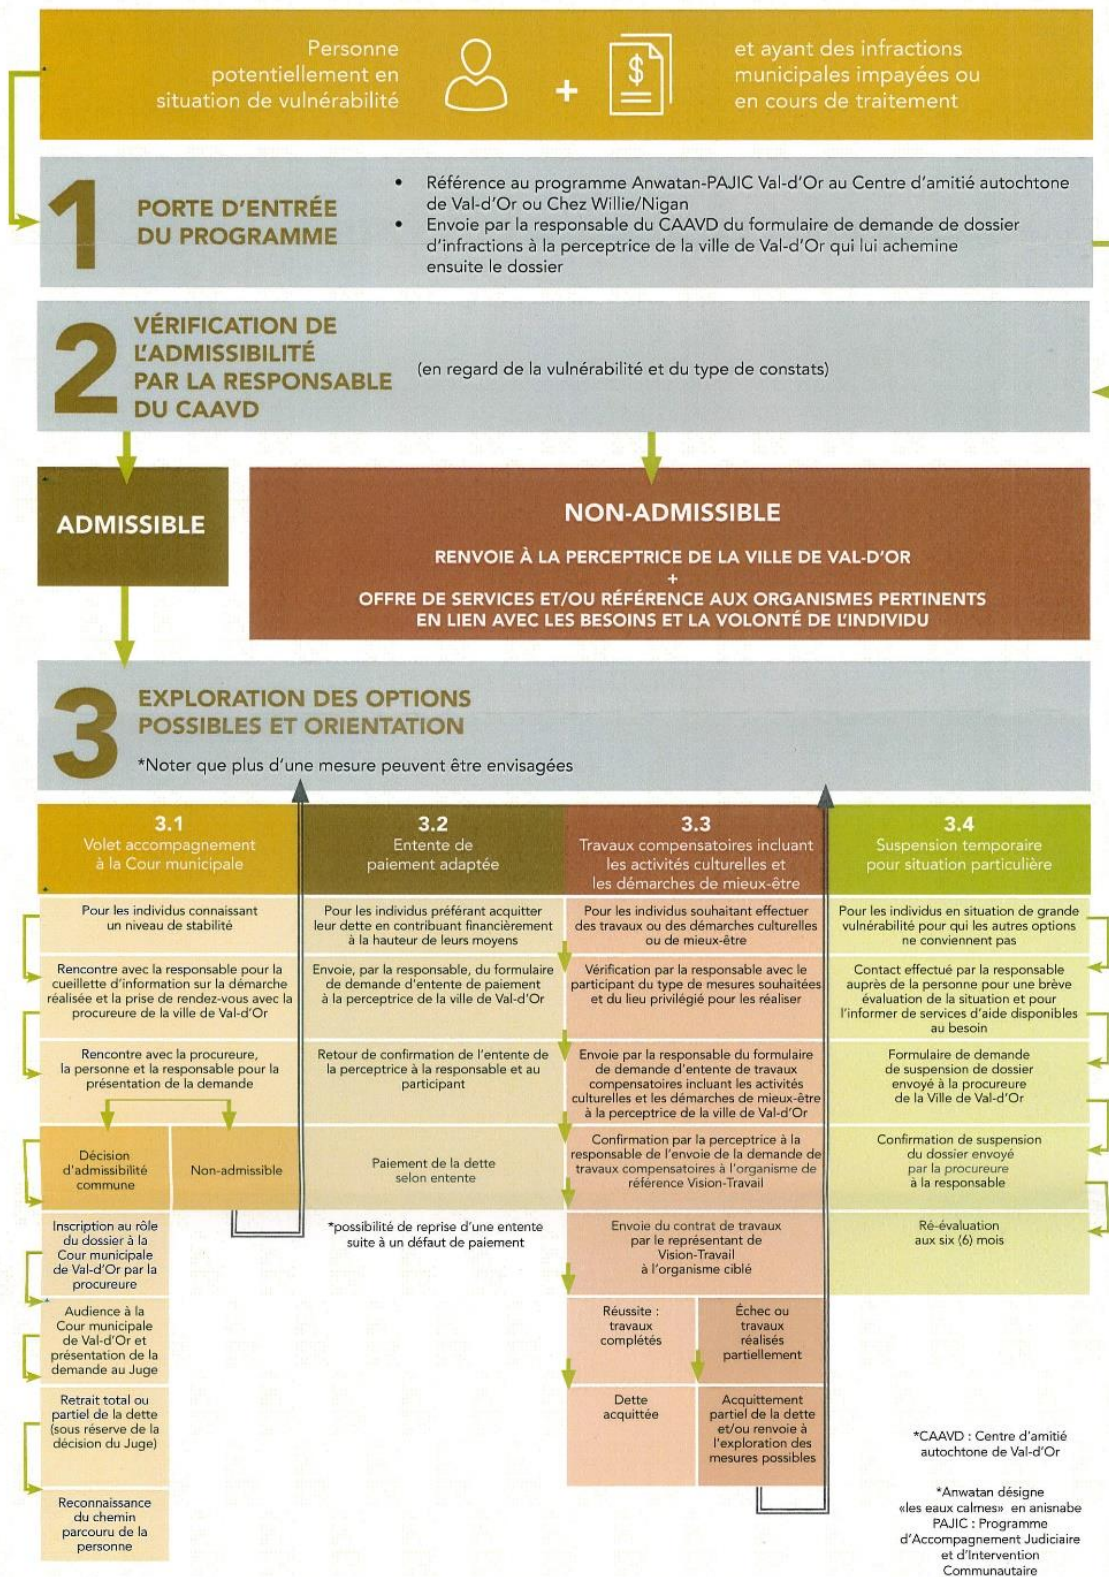 Personne
potentiellement en
situation de vulnérabilité
+
$
et ayant des infractions
municipales impayées ou
en cours de traitement
1
PORTE D'ENTRÉE
DU PROGRAMME
• Référence au programme Anwatan-PAJIC Val-d'Or au Centre d'amitié autochtone
de Val-d'Or ou Chez Willie/Nigan
• Envoie par la responsable du CAAVD du formulaire de demande de dossier
d'infractions à la perceptrice de la ville de Val-d'Or qui lui achemine
ensuite le dossier
2
VÉRIFICATION DE
L'ADMISSIBILITÉ
PAR LA RESPONSABLE
DU CAAVD
(en regard de la vulnérabilité et du type de constats)
ADMISSIBLE
NON-ADMISSIBLE
RENVOIE À LA PERCEPTRICE DE LA VILLE DE VAL-D'OR
+
OFFRE DE SERVICES ET/OU RÉFÉRENCE AUX ORGANISMES PERTINENTS
EN LIEN AVEC LES BESOINS ET LA VOLONTÉ DE L'INDIVIDU
3
EXPLORATION DES OPTIONS
POSSIBLES ET ORIENTATION
*Noter que plus d'une mesure peuvent être envisagées
3.1
Volet accompagnement
à la Cour municipale
Pour les individus connaissant
un niveau de stabilité
Rencontre avec la responsable pour la
cueillette d'information sur la démarche
réalisée et la prise de rendez-vous avec la
procureure de la ville de Val-d'Or
Rencontre avec la procureure,
la personne et la responsable pour la
présentation de la demande
Décision
d'admissibilité
commune
Non-admissible
Inscription au rôle
du dossier à la
Cour municipale
de Val-d'Or par la
procureure
Audience à la
Cour municipale
de Val-d'Or et
présentation de la
demande au Juge
Retrait total ou
partiel de la dette
(sous réserve de la
décision du Juge)
Reconnaissance
du chemin
parcouru de la
personne
3.2
Entente de
paiement adaptée
Pour les individus préférant acquitter
leur dette en contribuant financièrement
à la hauteur de leurs moyens
Envoie, par la responsable, du formulaire
de demande d'entente de paiement
à la perceptrice de la ville de Val-d'Or
Retour de confirmation de l'entente de
la perceptrice à la responsable et au
participant
Paiement de la dette
selon entente
*possibilité de reprise d'une entente
suite à un défaut de paiement
3.3
Travaux compensatoires incluant
les activités culturelles et
les démarches de mieux-être
Pour les individus souhaitant effectuer
des travaux ou des démarches culturelles
ou de mieux-être
Vérification par la responsable avec le
participant du type de mesures souhaitées
et du lieu privilégié pour les réaliser
Envoie par la responsable du formulaire
de demande d'entente de travaux
compensatoires incluant les activités
culturelles et les démarches de mieux-être
à la perceptrice de la ville de Val-d'Or
Confirmation par la perceptrice à la
responsable de l'envoie de la demande de
travaux compensatoires à l'organisme de
référence Vision-Travail
Envoie du contrat de travaux
par le représentant de
Vision-Travail
à l'organisme ciblé
Réussite :
travaux
complétés
Échec ou
travaux
réalisés
partiellement
Dette
acquittée
Acquittement
partiel de la dette
et/ou renvoie à
l'exploration des
mesures possibles
3.4
Suspension temporaire
pour situation particulière
Pour les individus en situation de grande
vulnérabilité pour qui les autres options
ne conviennent pas
Contact effectué par la responsable
auprès de la personne pour une brève
évaluation de la situation et pour
l'informer de services d'aide disponibles
au besoin
Formulaire de demande
de suspension de dossier
envoyé à la procureure
de la Ville de Val-d'Or
Confirmation de suspension
du dossier envoyé
par la procureure
à la responsable
Ré-évaluation
aux six (6) mois
*CAAVD : Centre d'amitié
autochtone de Val-d'Or
*Anwatan désigne
«les eaux calmes» en anisnabe
PAJIC : Programme
d'Accompagnement Judiciaire
et d'Intervention
Communautaire